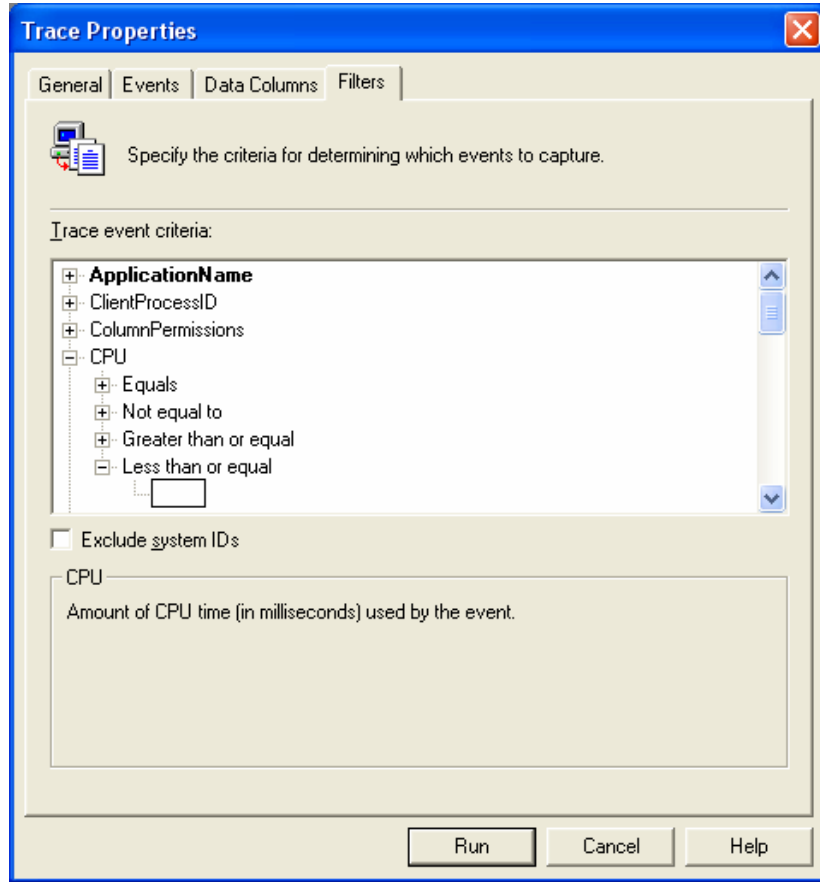 Trace Properties
General Events Data Columns Filters
Specify the criteria for determining which events to capture.
Trace event criteria:
ApplicationName
ClientProcessID
ColumnPermissions
CPU
Equals
Not equal to
Greater than or equal
Less than or equal
Exclude system IDs
CPU
Amount of CPU time (in milliseconds) used by the event.
Run Cancel Help